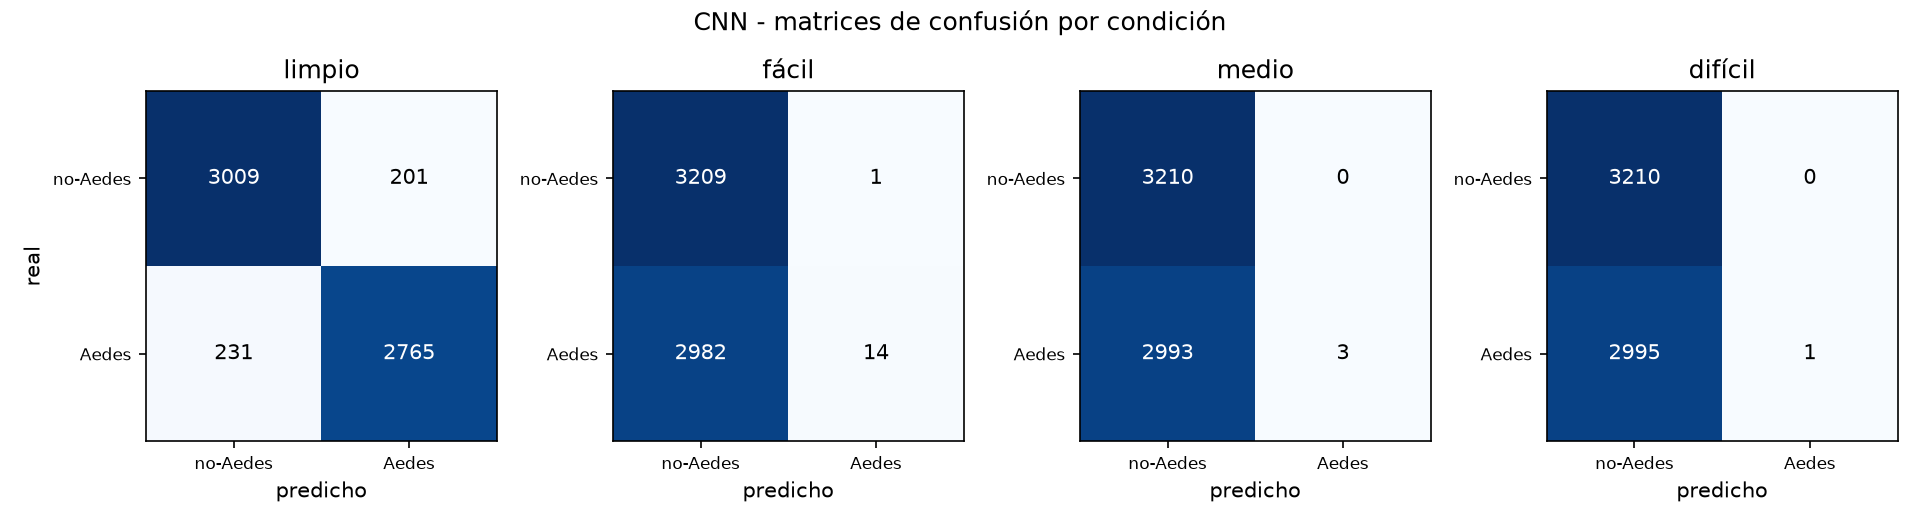 CNN - matrices de confusión por condición
limpio
fácil
medio
difícil
no-Aedes 3009 201
no-Aedes 3209 1
no-Aedes 3210 0
no-Aedes 3210 0
real
Aedes 231 2765
Aedes 2982 14
Aedes 2993 3
Aedes 2995 1
no-Aedes Aedes
no-Aedes Aedes
no-Aedes Aedes
no-Aedes Aedes
predicho
predicho
predicho
predicho